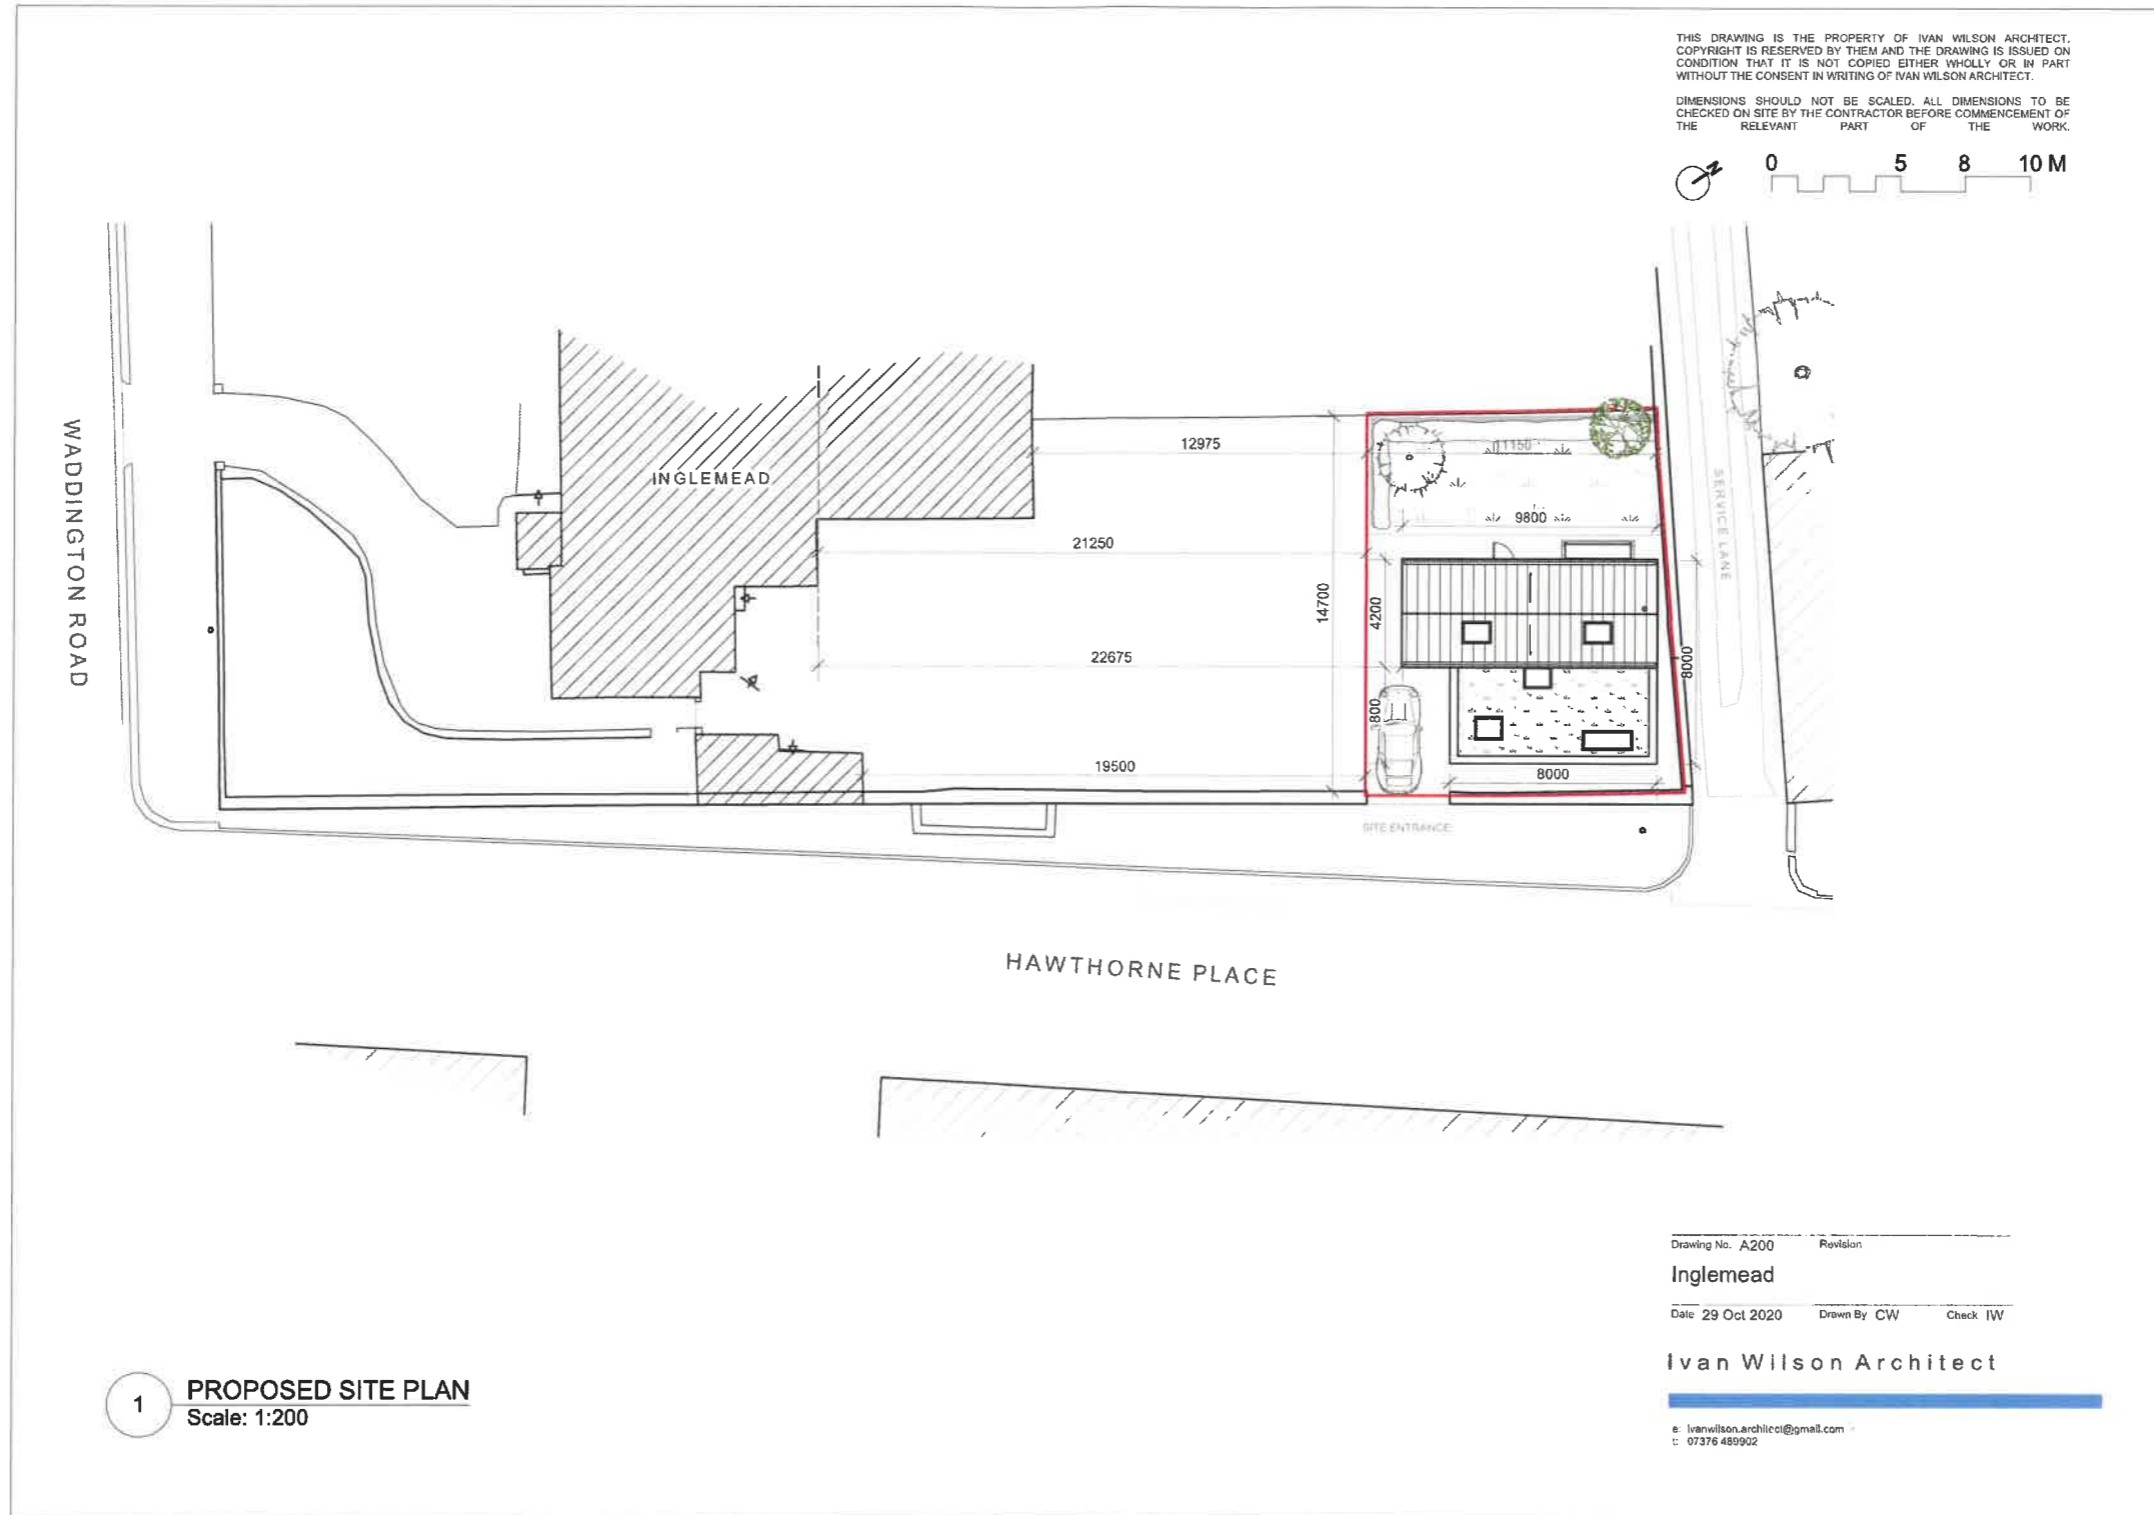 THIS DRAWING IS THE PROPERTY OF IVAN WILSON ARCHITECT.
COPYRIGHT IS RESERVED BY THEM AND THE DRAWING IS ISSUED ON
CONDITION THAT IT IS NOT COPIED EITHER WHOLLY OR IN PART
WITHOUT THE CONSENT IN WRITING OF IVAN WILSON ARCHITECT.
DIMENSIONS SHOULD NOT BE SCALED. ALL DIMENSIONS TO BE
CHECKED ON SITE BY THE CONTRACTOR BEFORE COMMENCEMENT OF
THE RELEVANT PART OF THE WORK.
N
0 5 8 10 M
WADDINGTON ROAD
INGLEMEAD
12975
11150
9800
21250
SERVICE LANE
14700
4200
22675
8000
19500
8000
SITE ENTRANCE
HAWTHORNE PLACE
Drawing No. A200 Revision
Inglemead
Date 29 Oct 2020 Drawn By CW Check IW
Ivan Wilson Architect
e: ivanwilson.architect@gmail.com
t: 07376 489902
1
PROPOSED SITE PLAN
Scale: 1:200